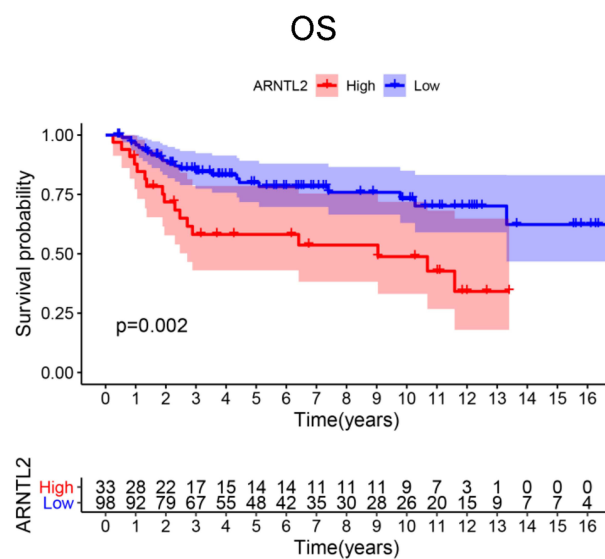 OS
ARNTL2 High Low
1.00
0.75
0.50
0.25
0.00
Survival probability
p=0.002
0 1 2 3 4 5 6 7 8 9 10 11 12 13 14 15 16
Time(years)
ARNTL2
High 33 28 22 17 15 14 14 11 11 11 9 7 3 1 0 0 0
Low 98 92 79 67 55 48 42 35 30 28 26 20 15 9 7 7 4
0 1 2 3 4 5 6 7 8 9 10 11 12 13 14 15 16
Time(years)